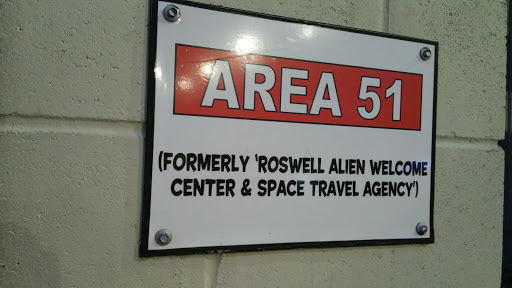 AREA 51
(FORMERLY 'ROSWELL ALIEN WELCOME
CENTER & SPACE TRAVEL AGENCY')